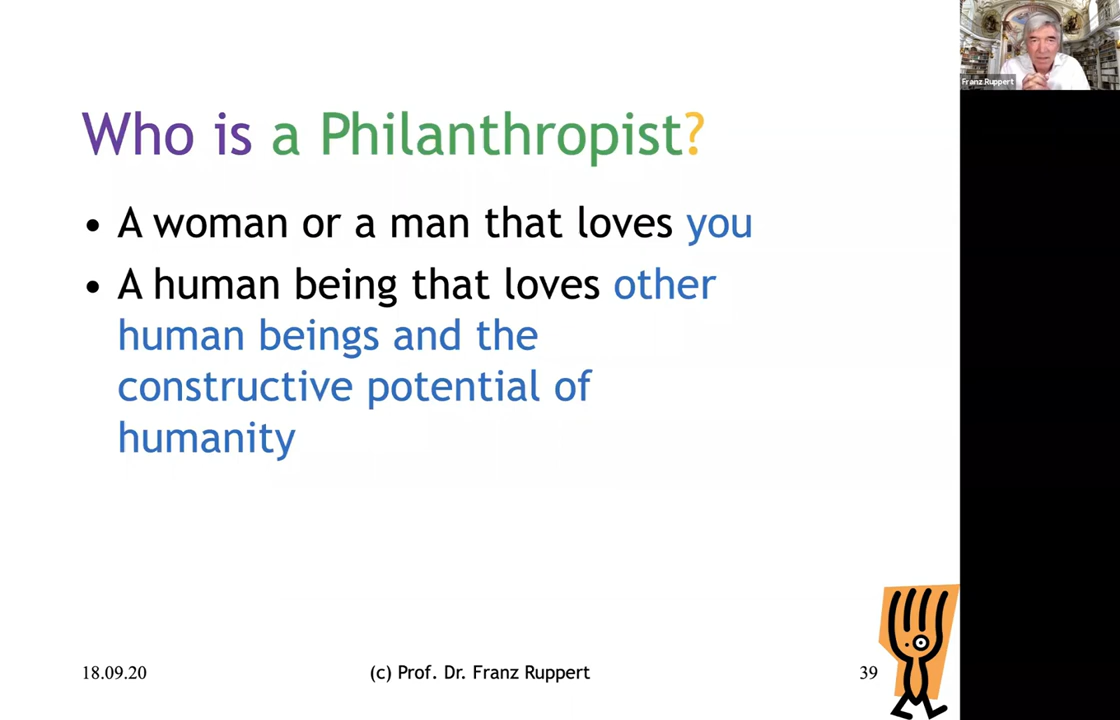 Franz Ruppert
Who is a Philanthropist?
• A woman or a man that loves you
• A human being that loves other
human beings and the
constructive potential of
humanity
18.09.20
(c) Prof. Dr. Franz Ruppert
39